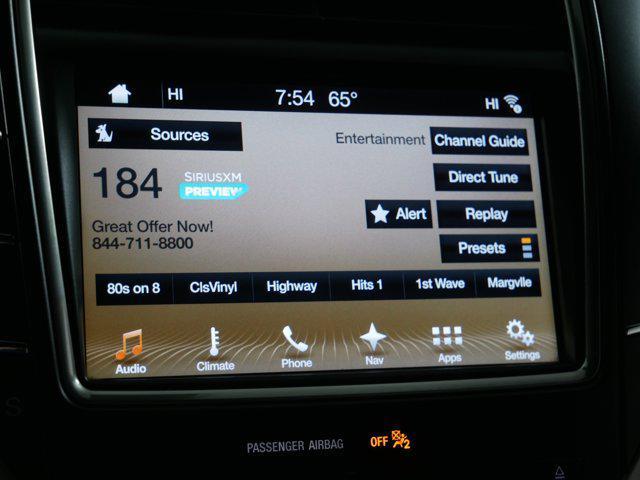 HI 7:54 65° HI
Sources
Entertainment Channel Guide
184 SIRIUSXM
PREVIEW
Direct Tune
Alert Replay
Great Offer Now!
844-711-8800
Presets
80s on 8 ClsVinyl Highway Hits 1 1st Wave Margvlle
Audio Climate Phone Nav Apps Settings
PASSENGER AIRBAG OFF 2
S